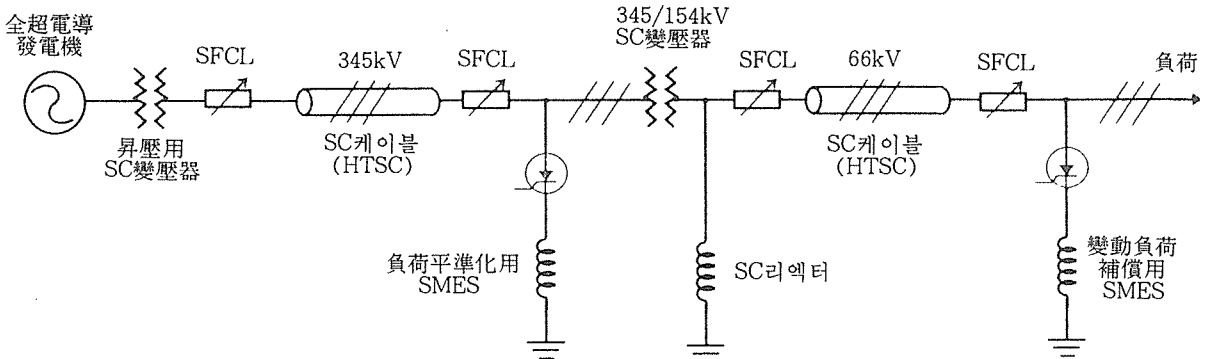 全超電導
發電機
SFCL
345kV
SFCL
345/154kV
SC變壓器
SFCL
66kV
SFCL
負荷
昇壓用
SC變壓器
SC케이블
(HTSC)
SC케이블
(HTSC)
負荷平準化用
SMES
SC리액터
變動負荷
補償用
SMES